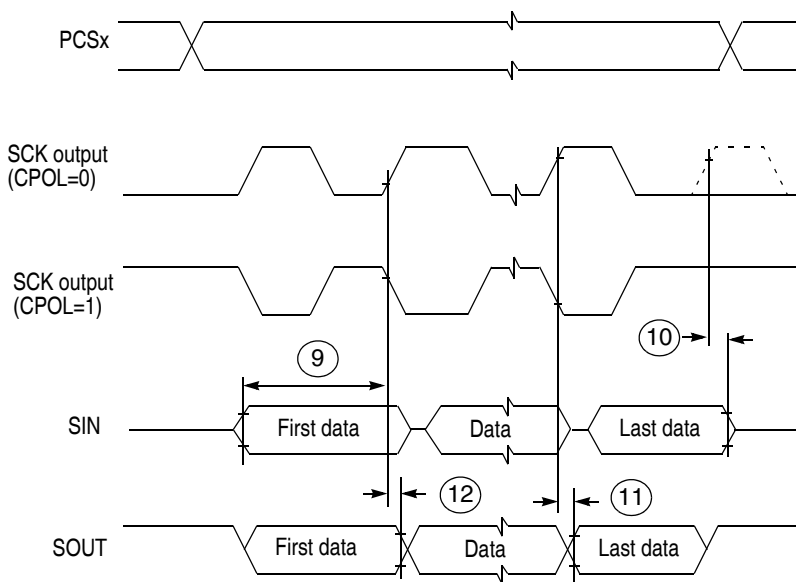 PCSx
SCK output
(CPOL=0)
SCK output
(CPOL=1)
10
9
SIN
First data
Data
Last data
12
11
SOUT
First data
Data
Last data